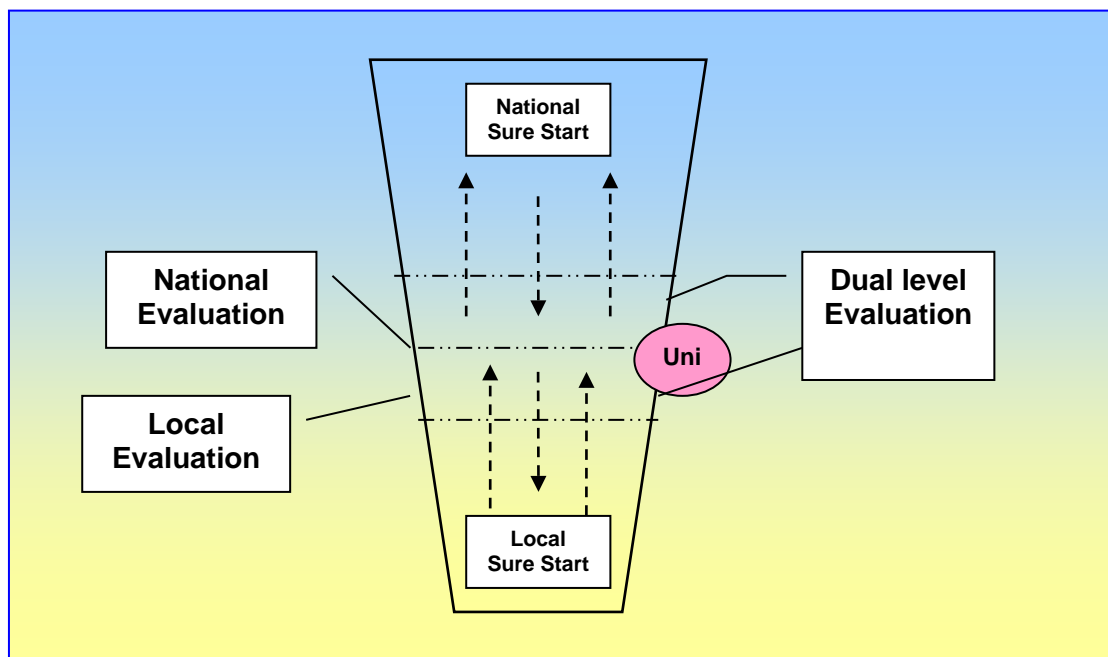 National
Sure Start
National
Evaluation
Dual level
Evaluation
Uni
Local
Evaluation
Local
Sure Start